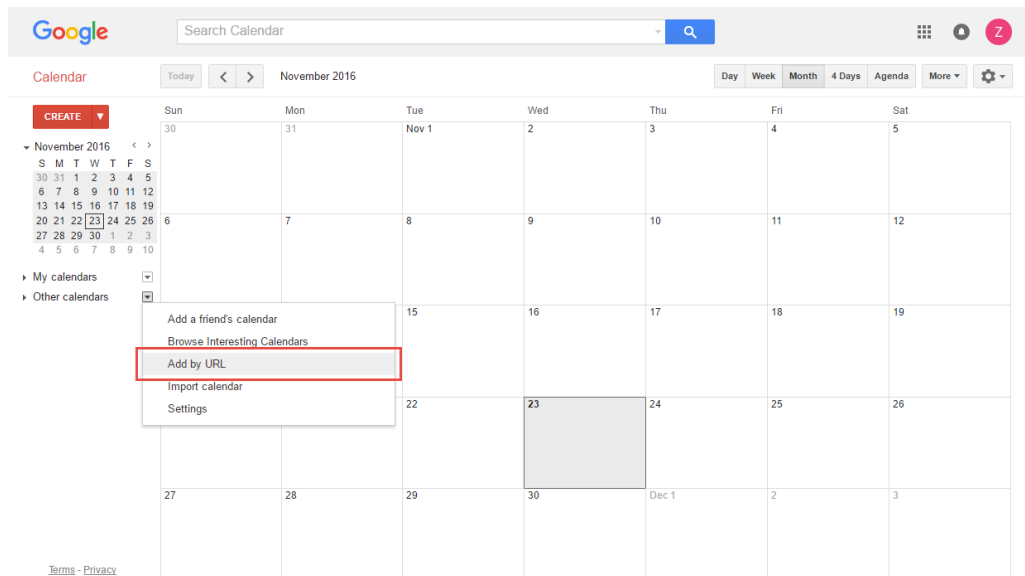 Google Search Calendar Z
Calendar Today November 2016 Day Week Month 4 Days Agenda More
CREATE
November 2016
S M T W T F S
30 31 1 2 3 4 5
6 7 8 9 10 11 12
13 14 15 16 17 18 19
20 21 22 23 24 25 26
27 28 29 30 1 2 3
4 5 6 7 8 9 10
My calendars
Other calendars
Add a friend's calendar
Browse Interesting Calendars
Add by URL
Import calendar
Settings
Sun Mon Tue Wed Thu Fri Sat
30 31 Nov 1 2 3 4 5
6 7 8 9 10 11 12
15 16 17 18 19
22 23 24 25 26
27 28 29 30 Dec 1 2 3
Terms - Privacy